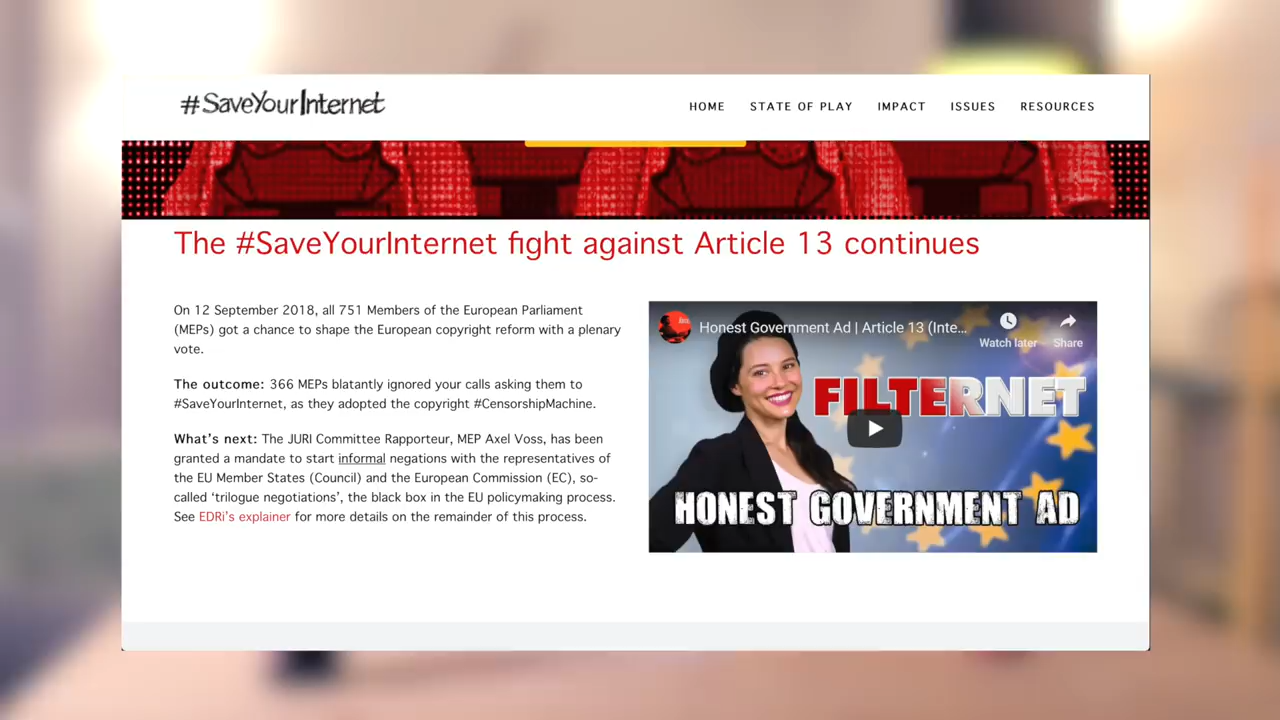 #SaveYourInternet
HOME STATE OF PLAY IMPACT ISSUES RESOURCES
The #SaveYourInternet fight against Article 13 continues
On 12 September 2018, all 751 Members of the European Parliament
(MEPs) got a chance to shape the European copyright reform with a plenary
vote.
The outcome: 366 MEPs blatantly ignored your calls asking them to
#SaveYourInternet, as they adopted the copyright #CensorshipMachine.
What's next: The JURI Committee Rapporteur, MEP Axel Voss, has been
granted a mandate to start informal negations with the representatives of
the EU Member States (Council) and the European Commission (EC), so-
called 'trilogue negotiations', the black box in the EU policymaking process.
See EDRi's explainer for more details on the remainder of this process.
Honest Government Ad | Article 13 (Inte...
Watch later Share
FILTERNET
HONEST GOVERNMENT AD